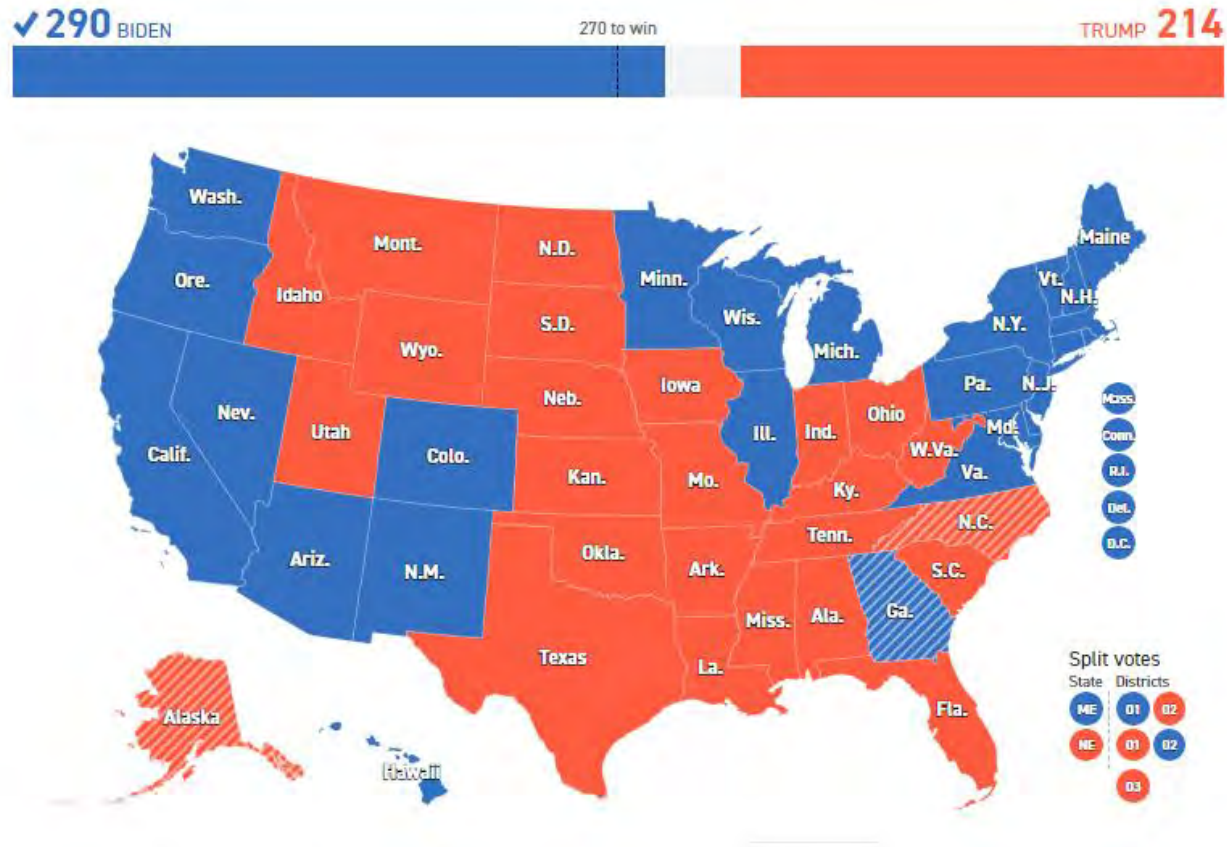 ✓ 290 BIDEN
270 to win
TRUMP 214
Wash.
Mont.
N.D.
Minn.
Maine
Ore.
Idaho
S.D.
Wis.
Mich.
Vt.
N.H.
N.Y.
Wyo.
Iowa
Pa.
N.J.
Nev.
Utah
Colo.
Neb.
Ill.
Ind.
Ohio
Md.
Mass.
Calif.
Kan.
Mo.
W.Va.
Va.
Conn.
Ky.
R.I.
Ariz.
N.M.
Okla.
Ark.
Tenn.
N.C.
Del.
D.C.
Texas
La.
Miss.
Ala.
Ga.
S.C.
Fla.
Alaska
Hawaii
Split votes
State Districts
ME 01 02
NE 01 02
03